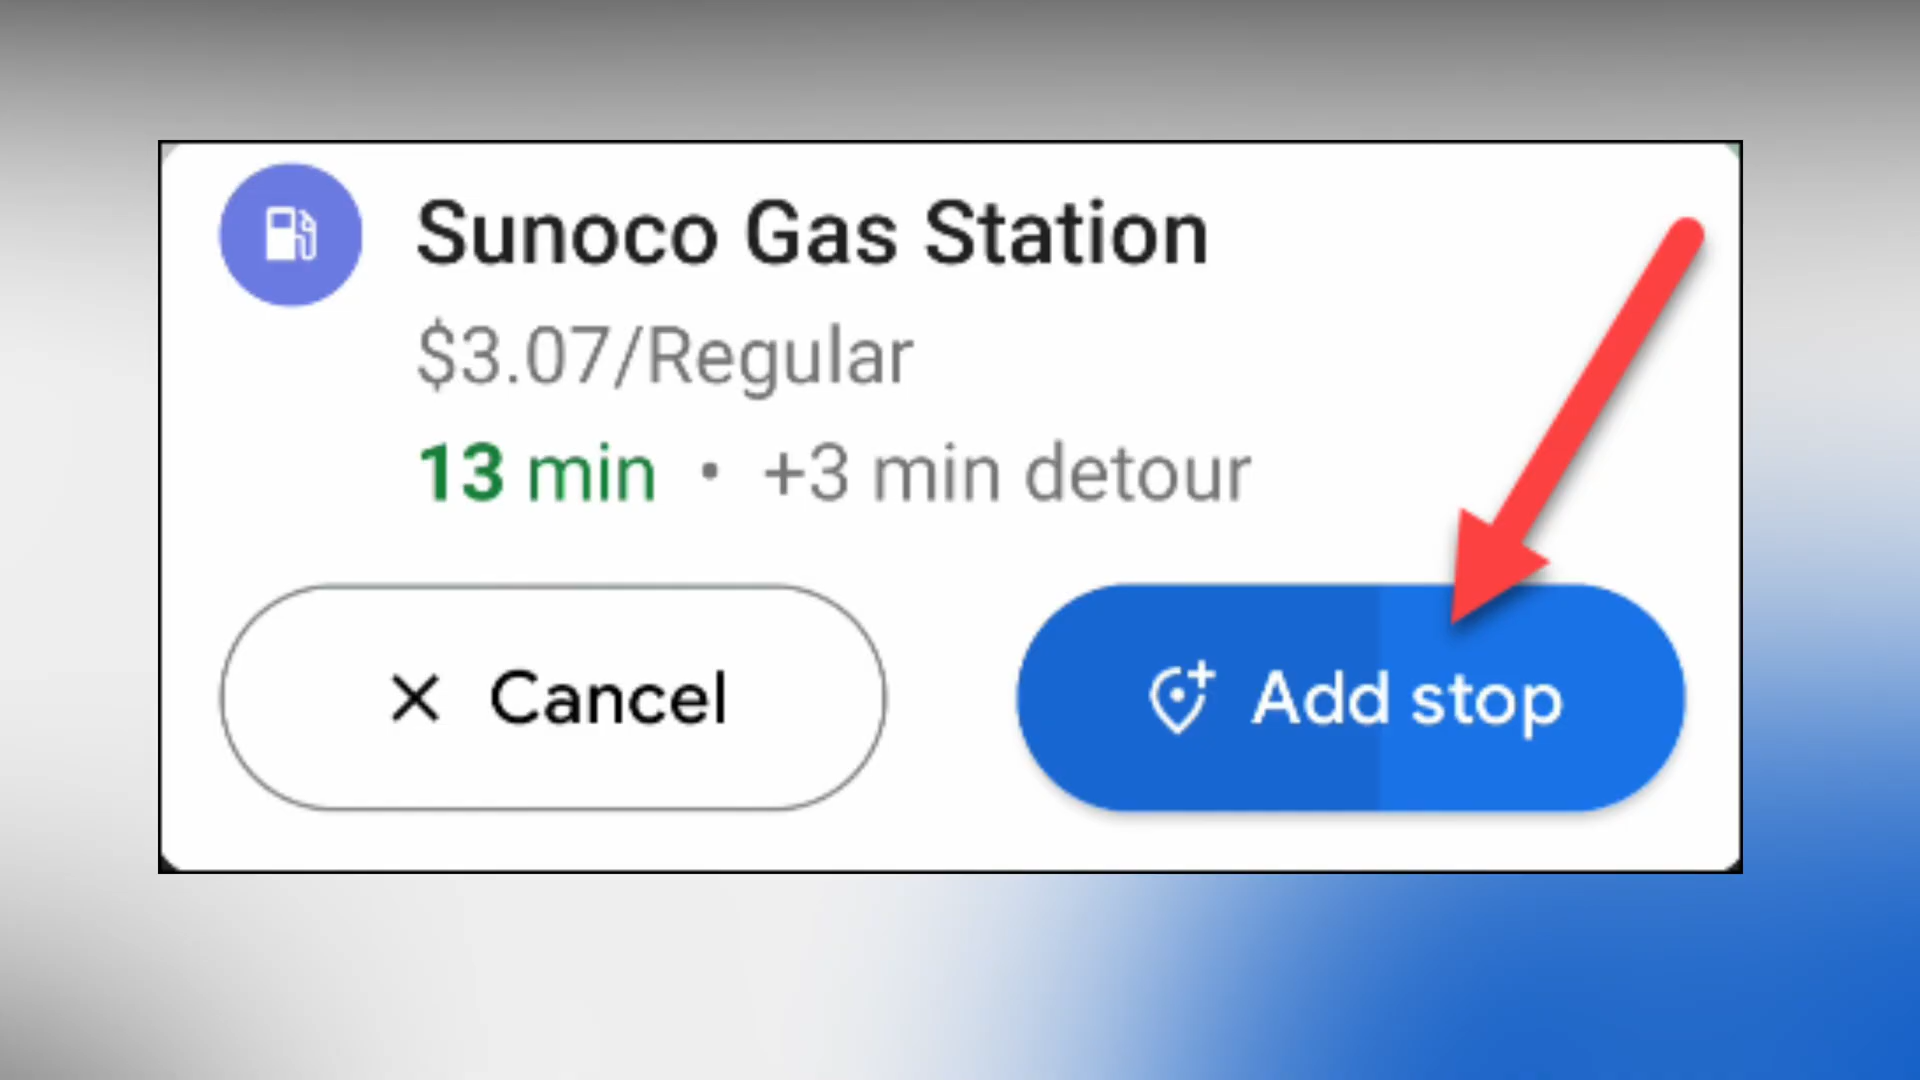 Sunoco Gas Station
$3.07/Regular
13 min • +3 min detour
Cancel
Add stop